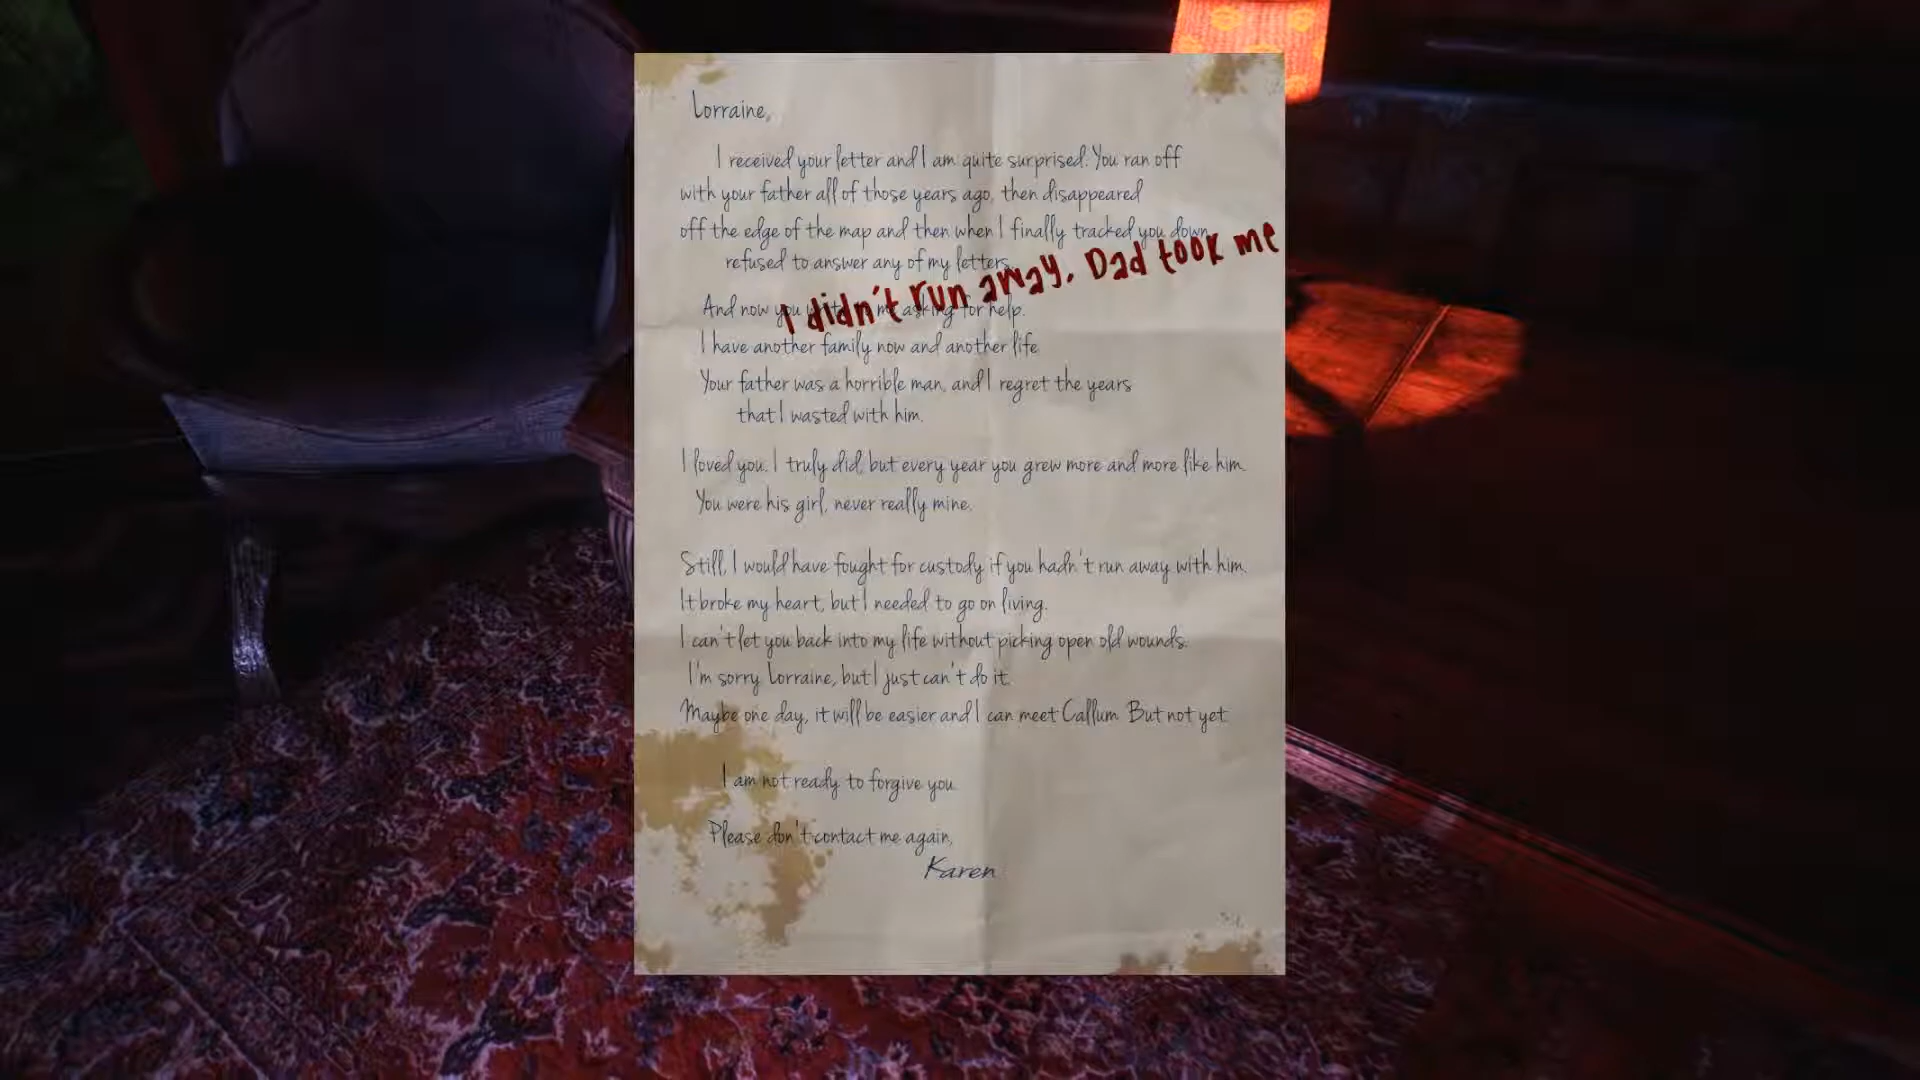 Lorraine,
I received your letter and I am quite surprised. You ran off
with your father all of those years ago, then disappeared
off the edge of the map and then when I finally tracked you down,
refused to answer any of my letters.
I didn't run away, Dad took me
And now you me asking for help.
I have another family now and another life
Your father was a horrible man, and I regret the years
that I wasted with him.
I loved you. I truly did, but every year you grew more and more like him.
You were his girl, never really mine.
Still, I would have fought for custody if you hadn't run away with him.
It broke my heart, but I needed to go on living.
I can't let you back into my life without picking open old wounds.
I'm sorry Lorraine, but I just can't do it.
Maybe one day, it will be easier and I can meet Callum. But not yet.
I am not ready to forgive you.
Please don't contact me again,
Karen